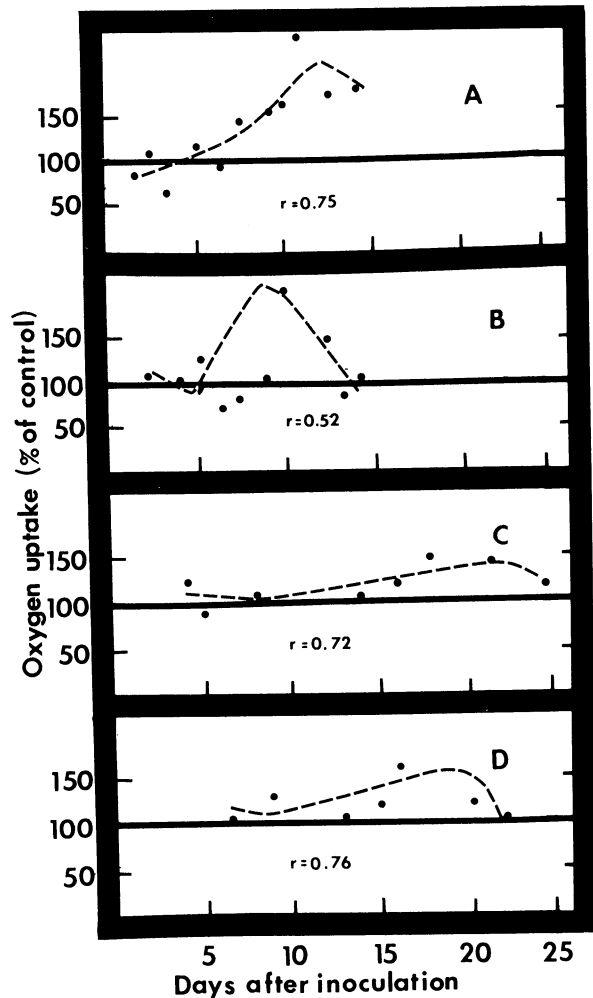 A
150
100
50
r=0.75
B
150
100
50
r=0.52
C
150
100
50
r=0.72
D
150
100
50
r=0.76
Oxygen uptake (% of control)
5 10 15 20 25
Days after inoculation